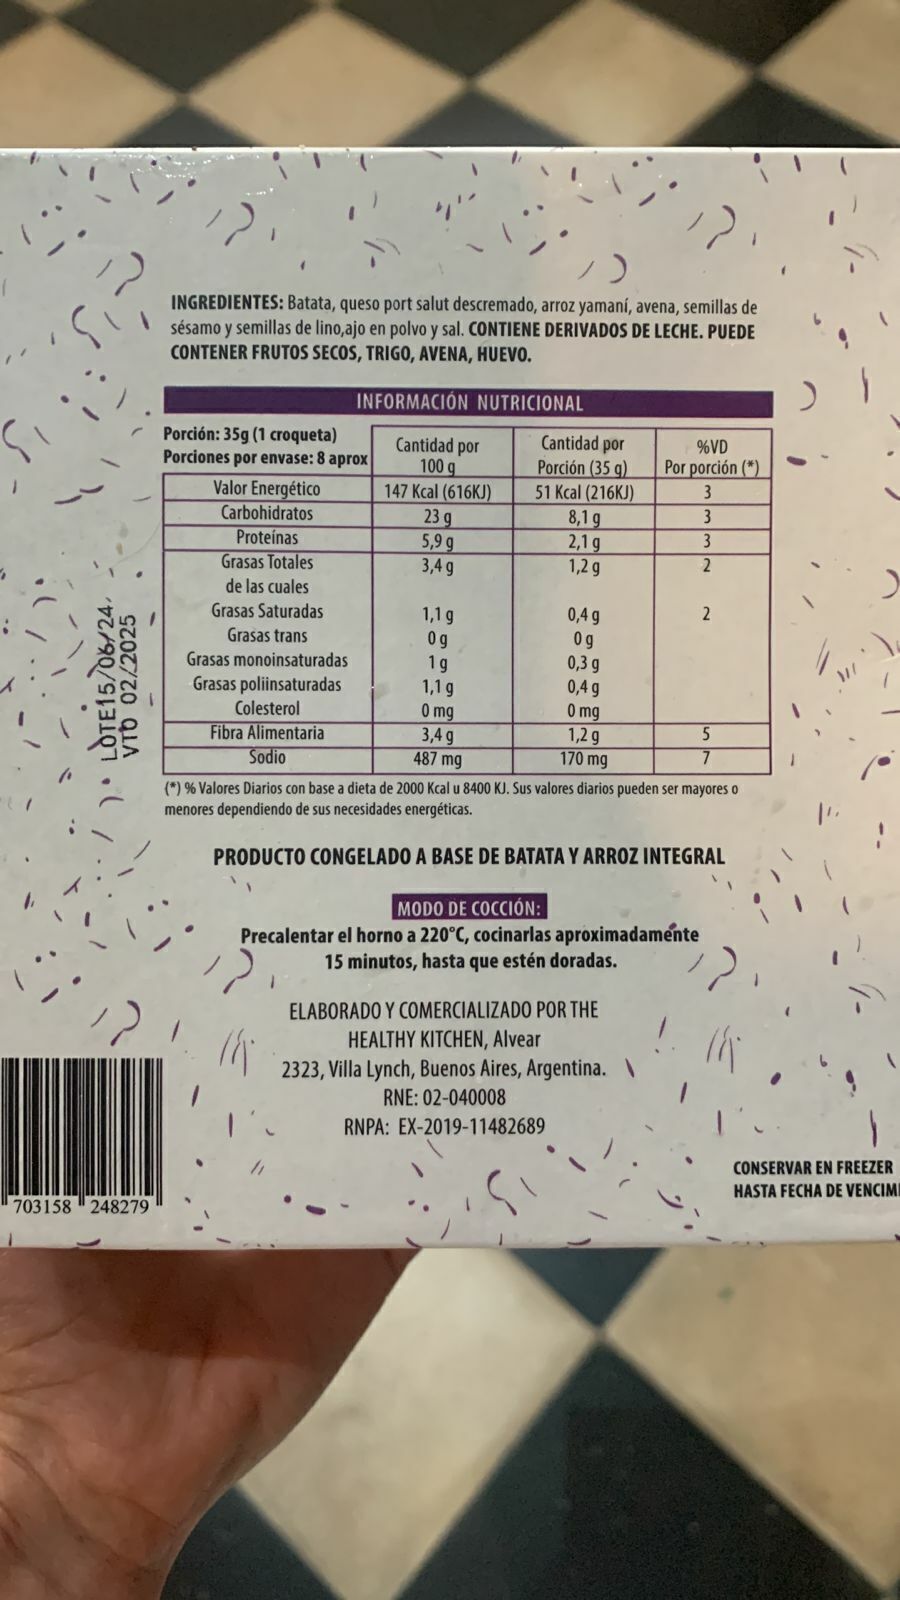 INGREDIENTES: Batata, queso port salut descremado, arroz yamaní, avena, semillas de
sésamo y semillas de lino,ajo en polvo y sal. CONTIENE DERIVADOS DE LECHE. PUEDE
CONTENER FRUTOS SECOS, TRIGO, AVENA, HUEVO.
INFORMACIÓN NUTRICIONAL
Porción: 35g (1 croqueta)
Porciones por envase: 8 aprox
Cantidad por
100 g
Cantidad por
Porción (35 g)
%VD
Por porción (*)
Valor Energético 147 Kcal (616KJ) 51 Kcal (216KJ) 3
Carbohidratos 23 g 8,1 g 3
Proteínas 5,9 g 2,1 g 3
Grasas Totales 3,4 g 1,2 g 2
de las cuales
Grasas Saturadas 1,1 g 0,4 g 2
Grasas trans 0 g 0 g
Grasas monoinsaturadas 1 g 0,3 g
Grasas poliinsaturadas 1,1 g 0,4 g
Colesterol 0 mg 0 mg
Fibra Alimentaria 3,4 g 1,2 g 5
Sodio 487 mg 170 mg 7
(*) % Valores Diarios con base a dieta de 2000 Kcal u 8400 KJ. Sus valores diarios pueden ser mayores o
menores dependiendo de sus necesidades energéticas.
LOTE15/06/24
VTO 02/2025
PRODUCTO CONGELADO A BASE DE BATATA Y ARROZ INTEGRAL
MODO DE COCCIÓN:
Precalentar el horno a 220°C, cocinarlas aproximadamente
15 minutos, hasta que estén doradas.
ELABORADO Y COMERCIALIZADO POR THE
HEALTHY KITCHEN, Alvear
2323, Villa Lynch, Buenos Aires, Argentina.
RNE: 02-040008
RNPA: EX-2019-11482689
703158 248279
CONSERVAR EN FREEZER
HASTA FECHA DE VENCIM